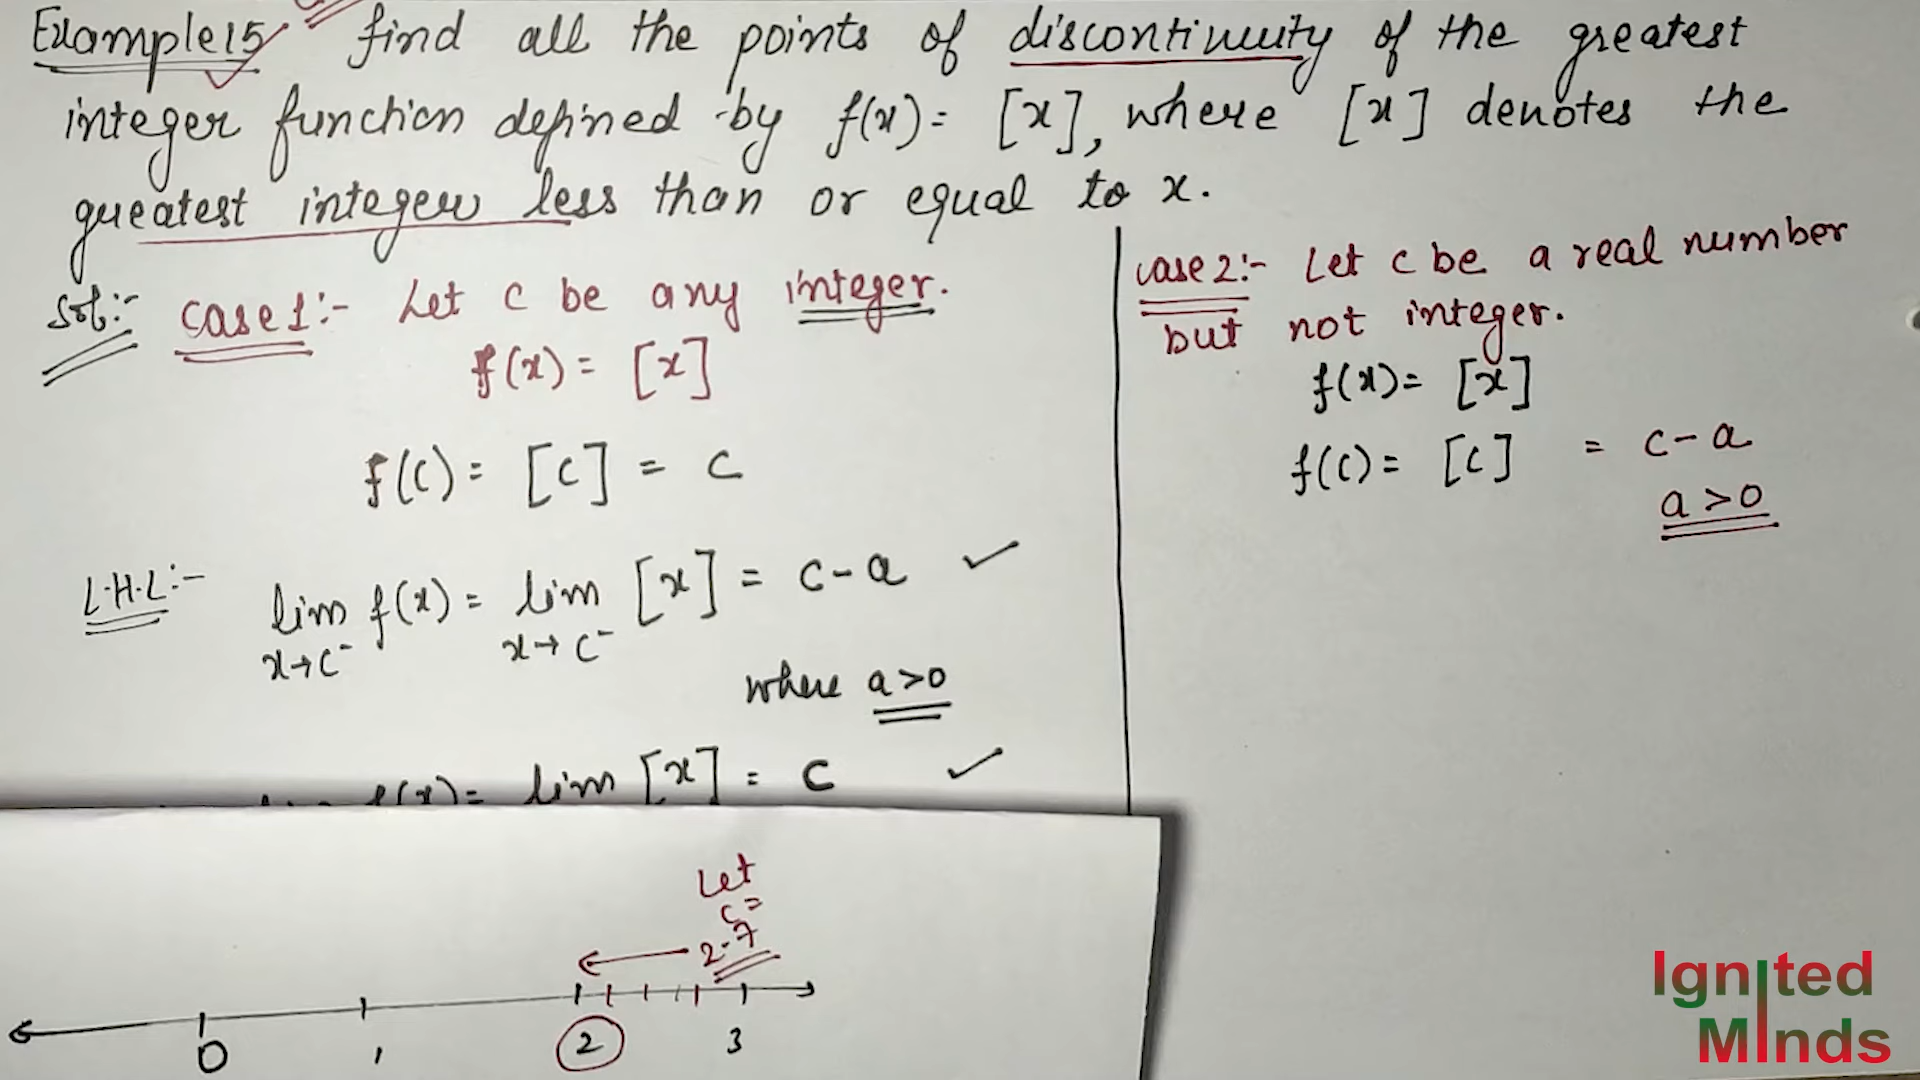 Example 15 find all the points of discontinuity of the greatest
integer function defined by f(x) = [x], where [x] denotes the
greatest integer less than or equal to x.
Sol:- Case 1:- Let c be any integer.
f(x) = [x]
f(c) = [c] = c
L.H.L:- lim f(x) = lim [x] = c-a ✓
x→c⁻ x→c⁻
where a>0
f(x) = lim [x] = c ✓
Case 2:- Let c be a real number
but not integer.
f(x) = [x]
f(c) = [c] = c-a
a>0
Let
c=
2.7
0 1 2 3
Ignited
Minds